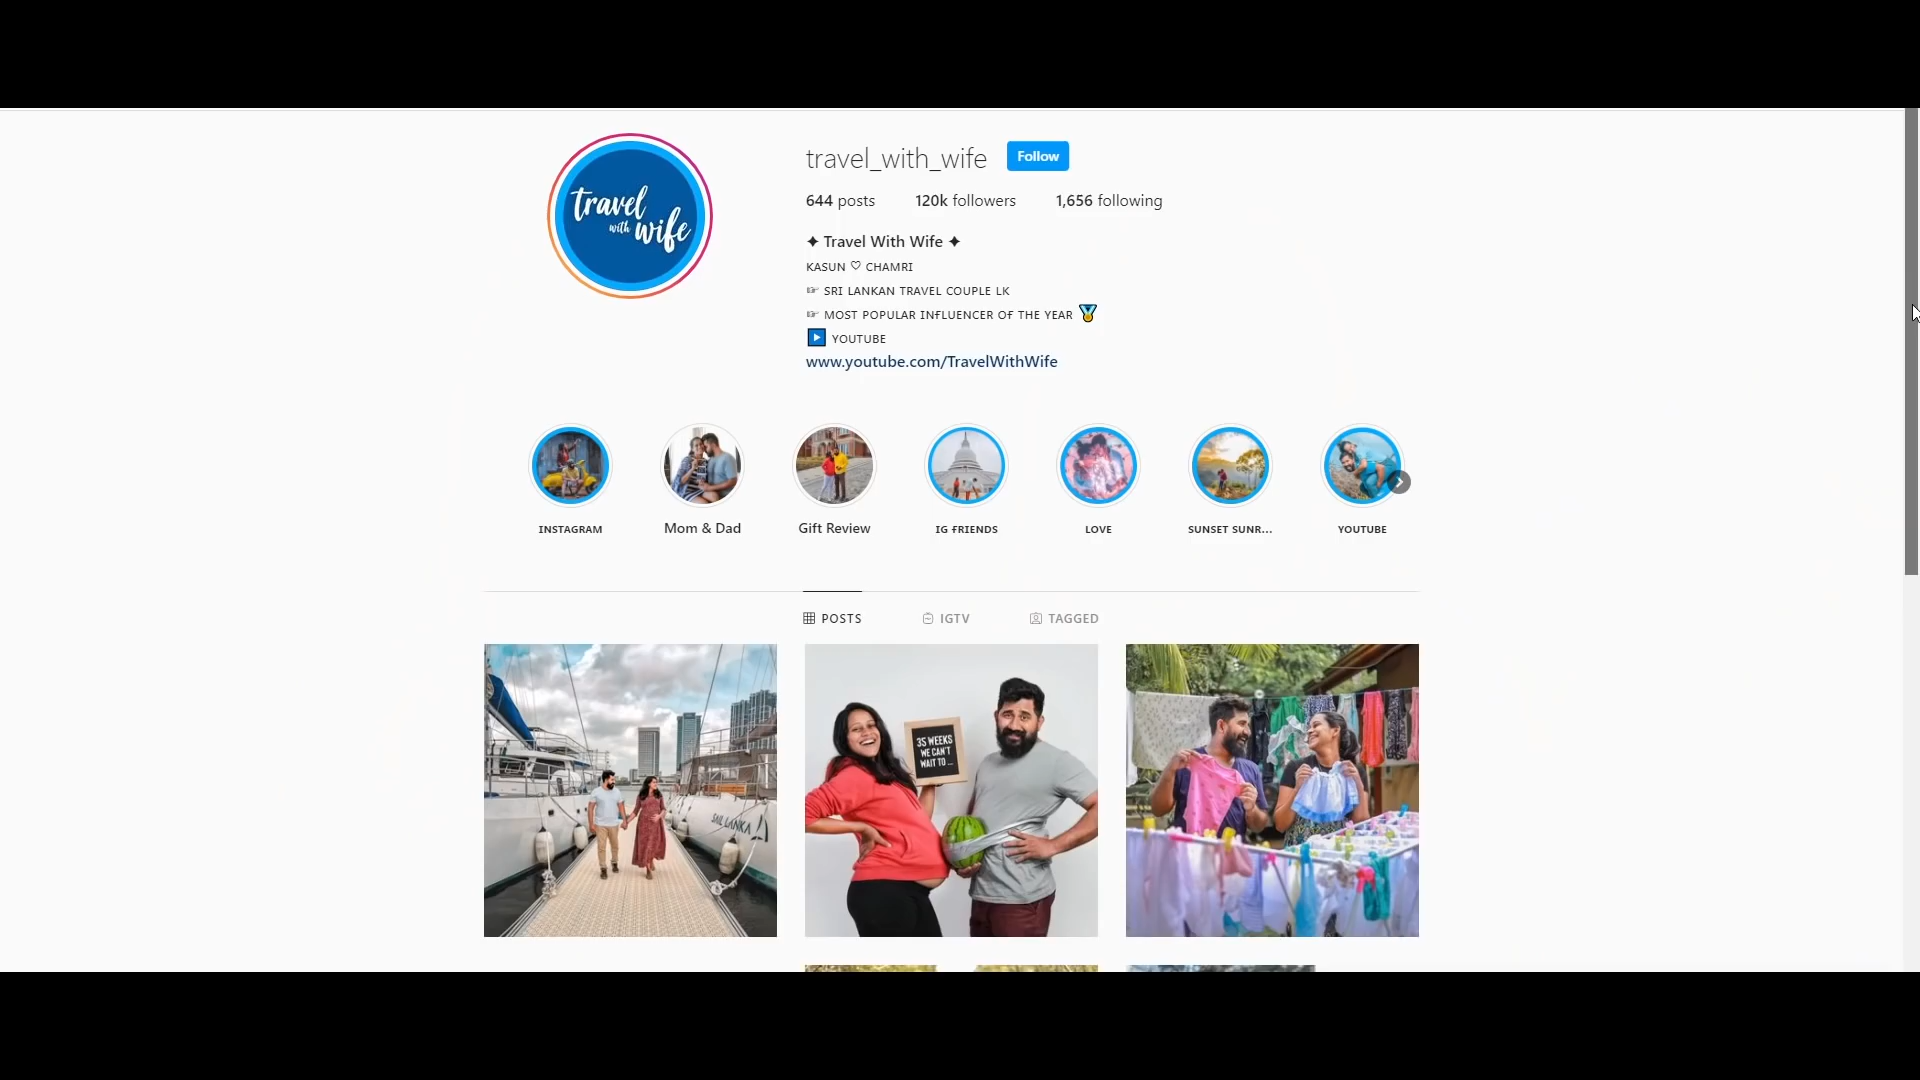 travel
with wife
travel_with_wife Follow
644 posts 120k followers 1,656 following
✦ Travel With Wife ✦
KASUN ♡ CHAMRI
☞ SRI LANKAN TRAVEL COUPLE LK
☞ MOST POPULAR INFLUENCER OF THE YEAR 🏅
▶ YOUTUBE
www.youtube.com/TravelWithWife
INSTAGRAM Mom & Dad Gift Review IG FRIENDS LOVE SUNSET SUNR... YOUTUBE
POSTS IGTV TAGGED
SAIL LANKA
35 WEEKS
WE CAN'T
WAIT TO ...